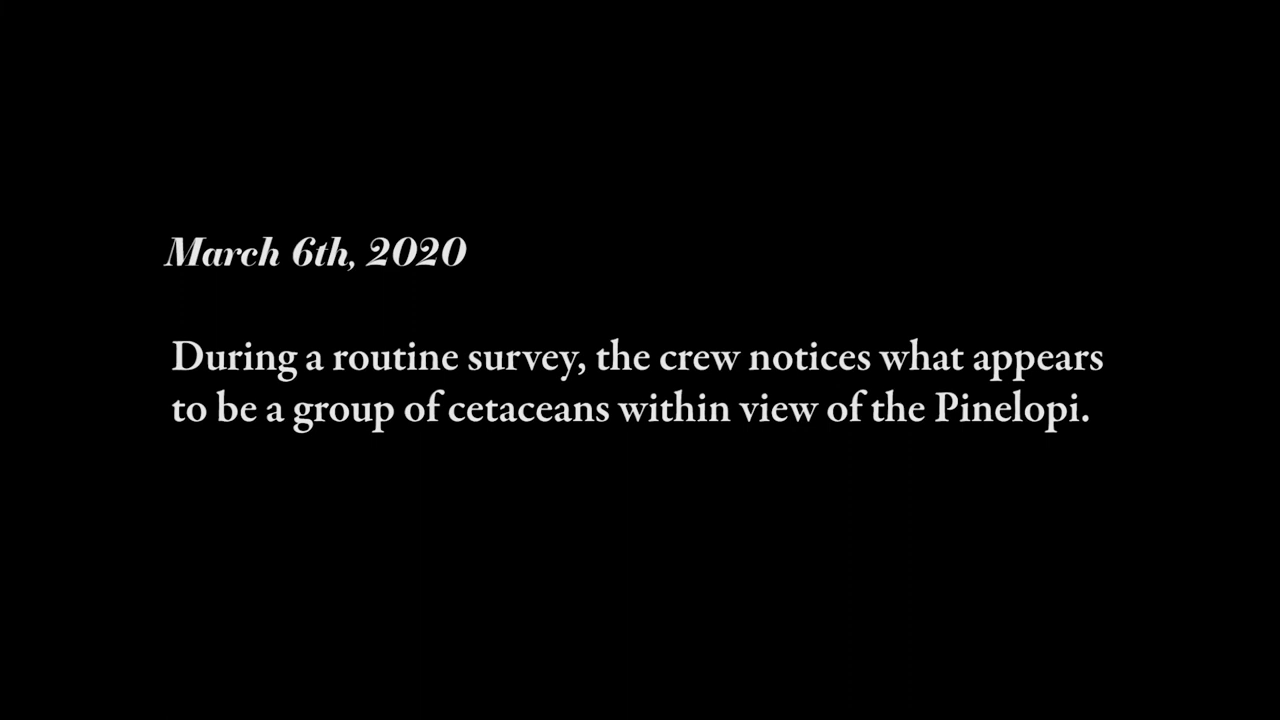 March 6th, 2020
During a routine survey, the crew notices what appears
to be a group of cetaceans within view of the Pinelopi.